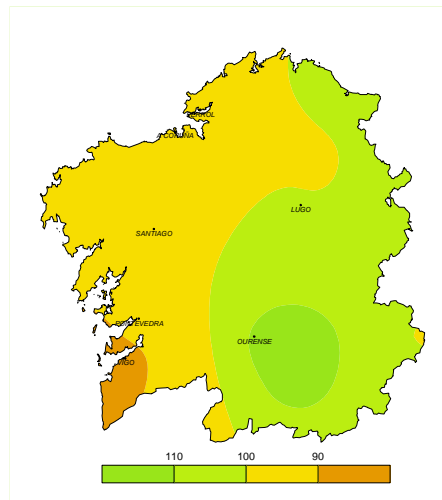 FERROL
A CORUÑA
LUGO
SANTIAGO
PONTEVEDRA
OURENSE
VIGO
110 100 90